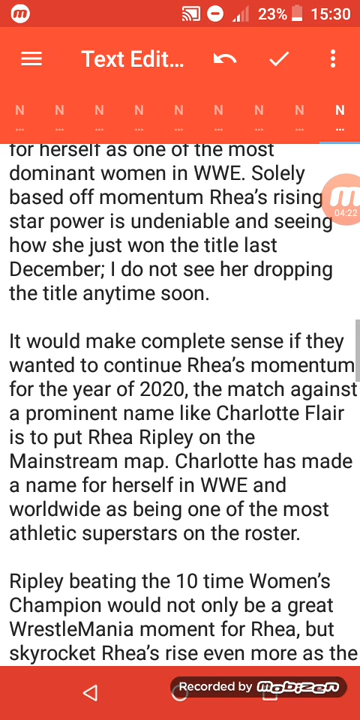 23% 15:30
Text Edit...
N N N N N N N N N
... ... ... ... ... ... ... ... ...
for herself as one of the most
dominant women in WWE. Solely
based off momentum Rhea’s rising
04:22
star power is undeniable and seeing
how she just won the title last
December; I do not see her dropping
the title anytime soon.
It would make complete sense if they
wanted to continue Rhea’s momentum
for the year of 2020, the match against
a prominent name like Charlotte Flair
is to put Rhea Ripley on the
Mainstream map. Charlotte has made
a name for herself in WWE and
worldwide as being one of the most
athletic superstars on the roster.
Ripley beating the 10 time Women’s
Champion would not only be a great
WrestleMania moment for Rhea, but
skyrocket Rhea’s rise even more as the
Recorded by Mobizen